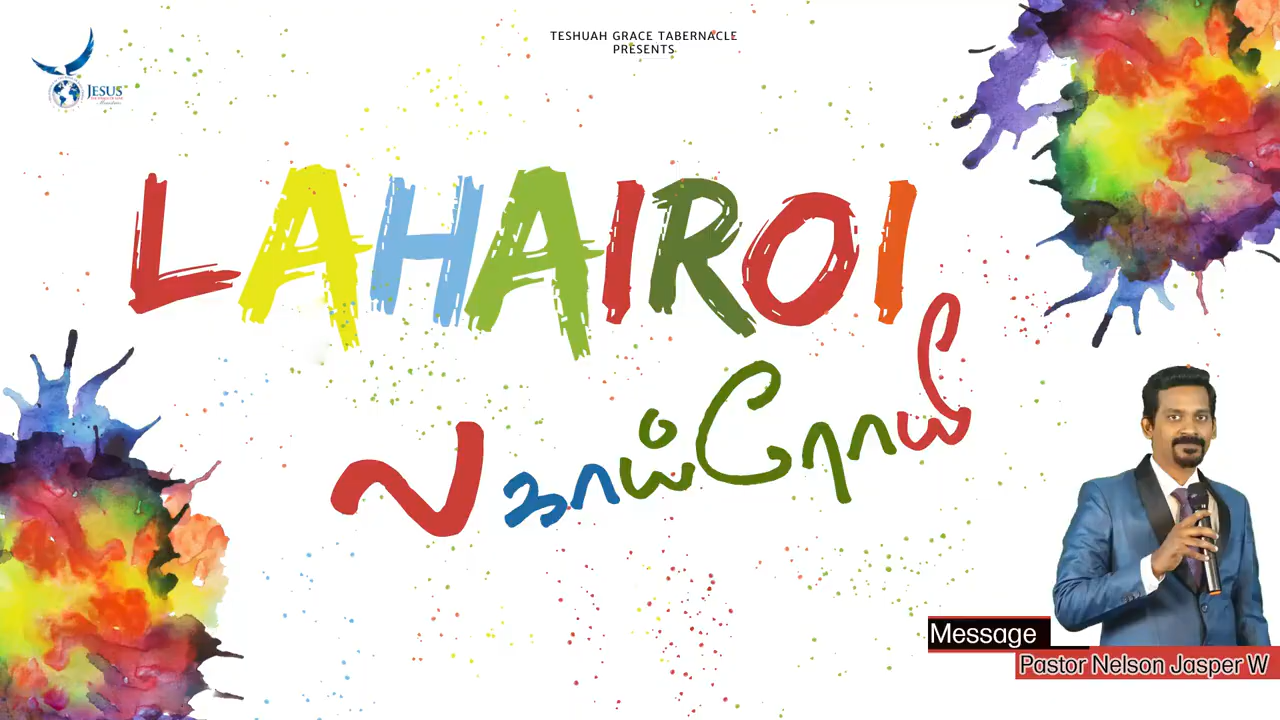 TESHUAH GRACE TABERNACLE
PRESENTS
JESUS
LAHAIROI
லகாய்ரோயீ
Message
Pastor Nelson Jasper W